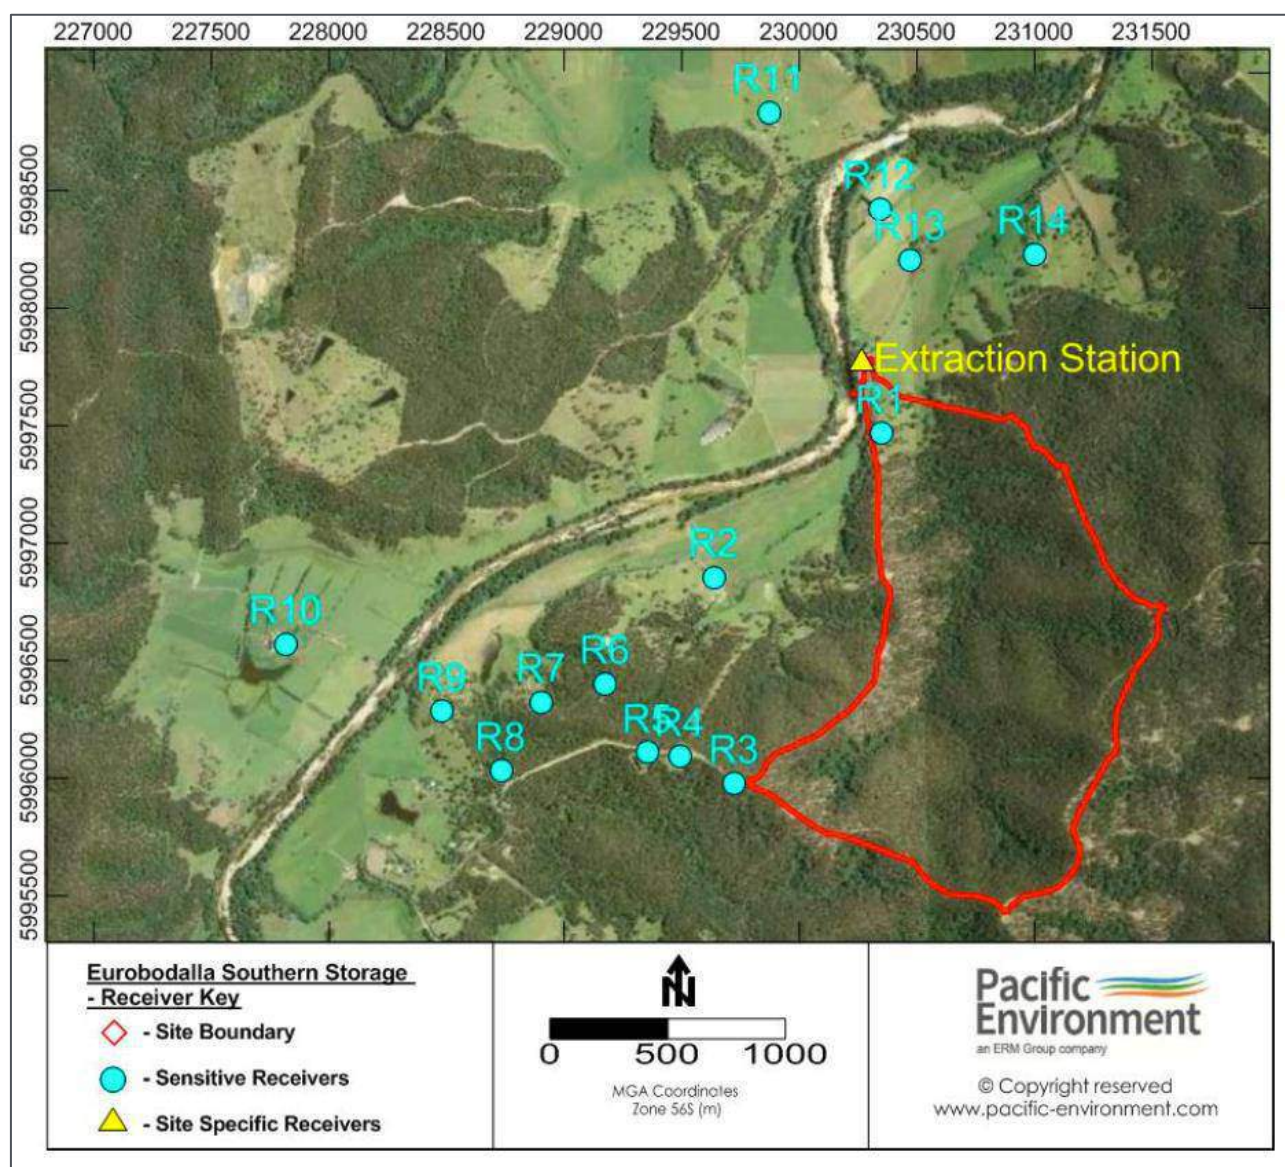 227000 227500 228000 228500 229000 229500 230000 230500 231000 231500
5998500
5998000
5997500
5997000
5996500
5996000
5995500
R11
R12
R13
R14
Extraction Station
R1
R2
R10
R6
R7
R9
R5
R4
R3
R8
Eurobodalla Southern Storage
- Receiver Key
- Site Boundary
- Sensitive Receivers
- Site Specific Receivers
N
0 500 1000
MGA Coordinates
Zone 56S (m)
Pacific
Environment
an ERM Group company
© Copyright reserved
www.pacific-environment.com